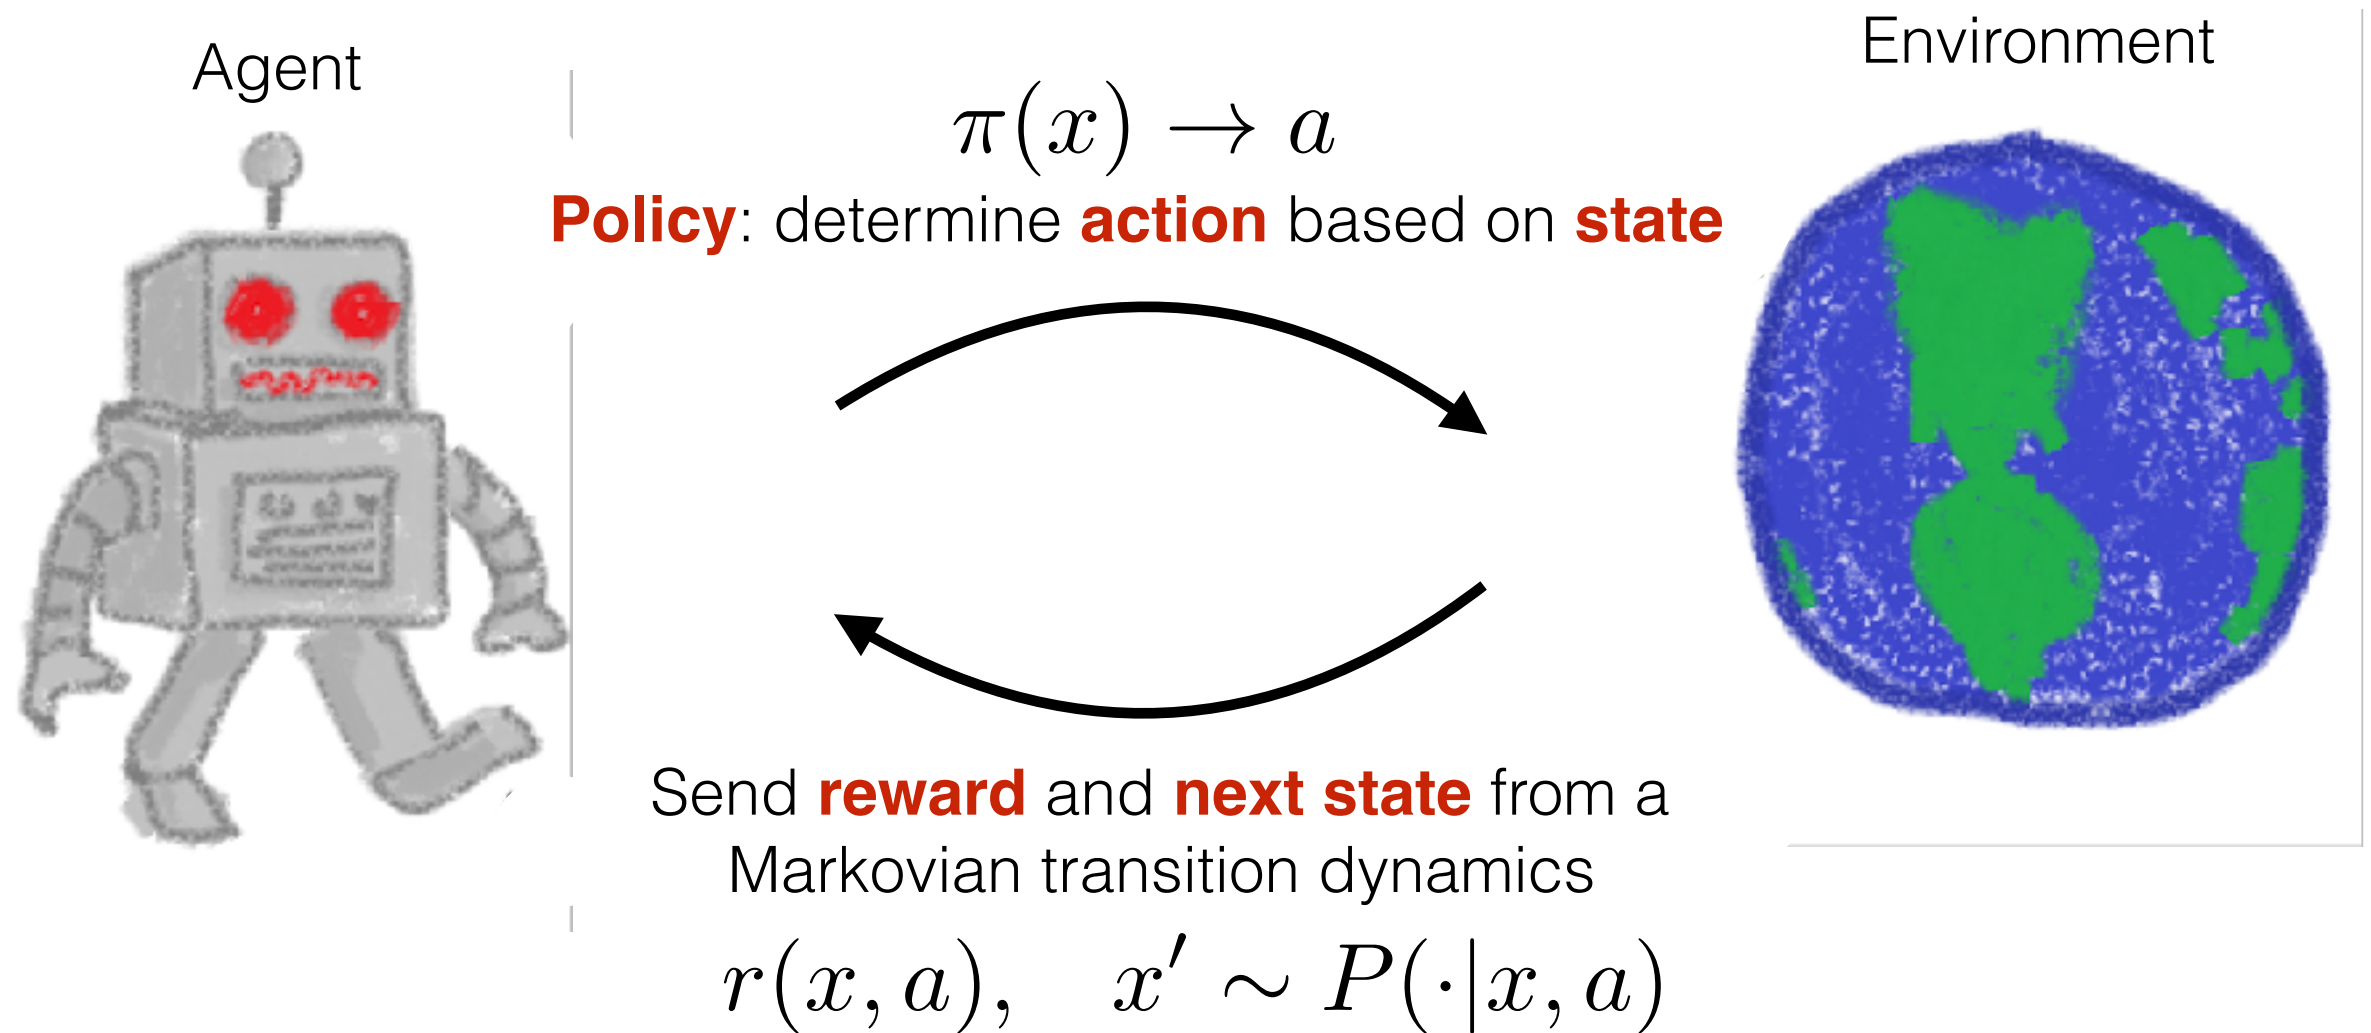 Agent
Environment
π(x) → a
Policy: determine action based on state
Send reward and next state from a
Markovian transition dynamics
r(x, a), x′ ∼ P(·|x, a)